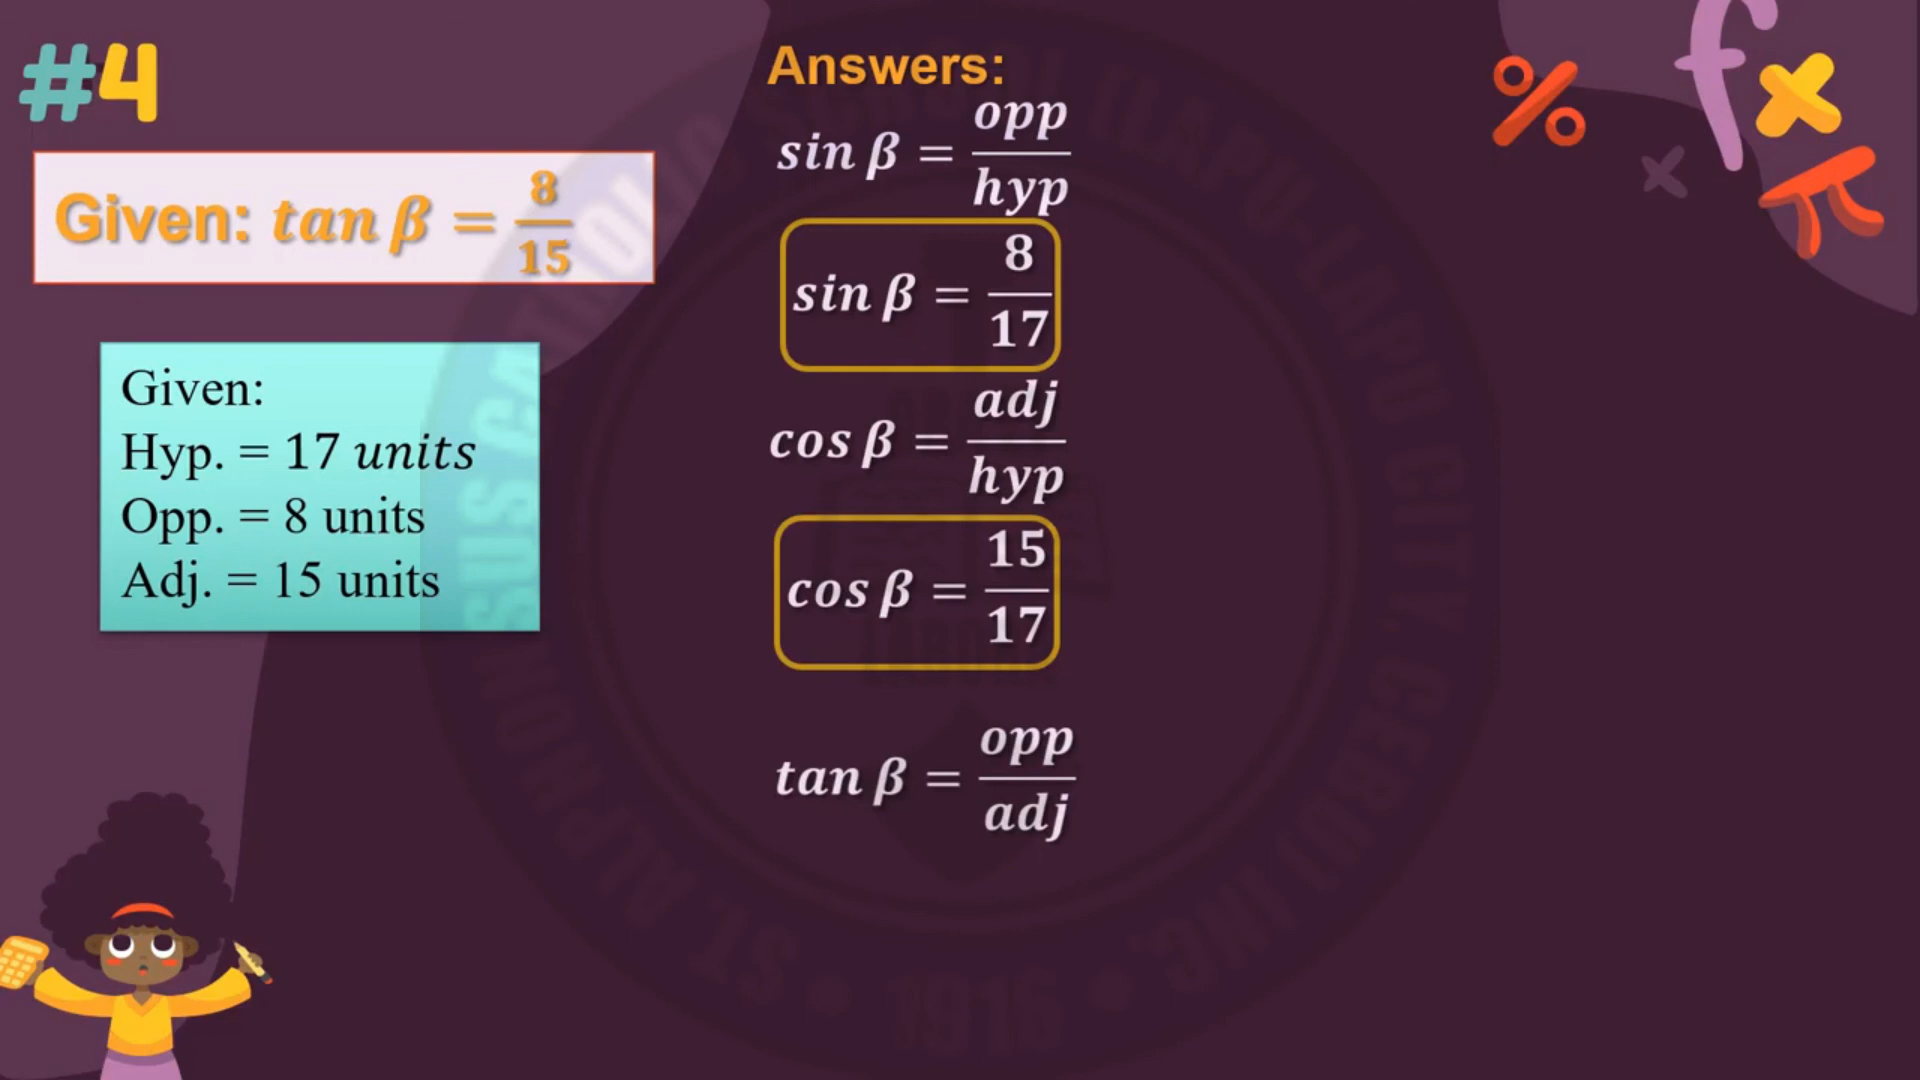 #4
Given: tan β = 8/15
Given:
Hyp. = 17 units
Opp. = 8 units
Adj. = 15 units
Answers:
sin β = opp/hyp
sin β = 8/17
cos β = adj/hyp
cos β = 15/17
tan β = opp/adj
% f x
× π